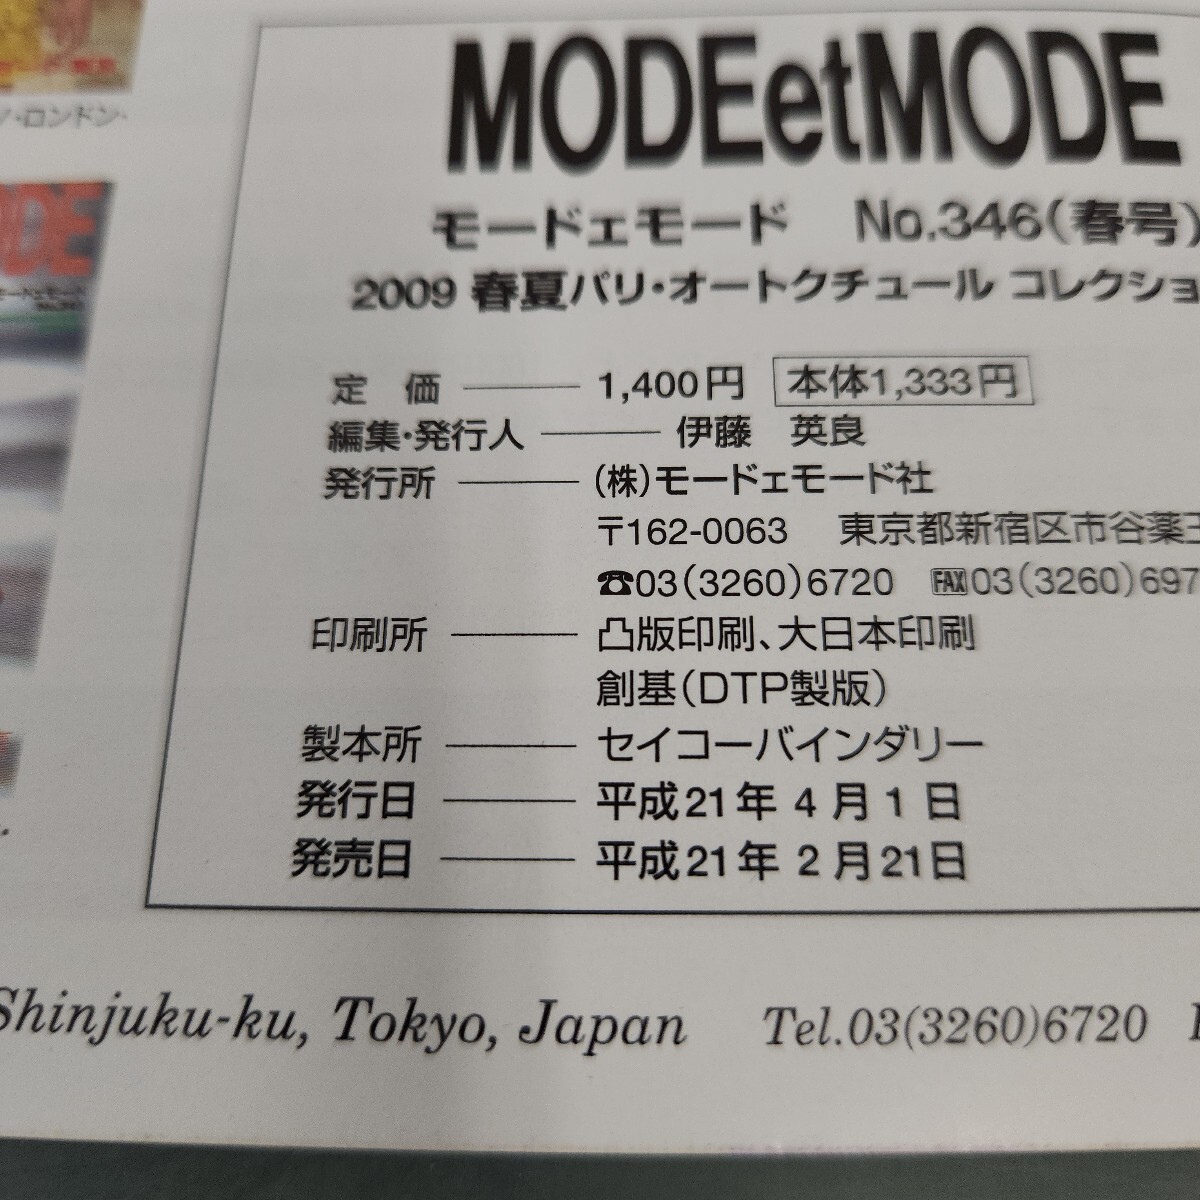 ロンドン・
MODEetMODE
モードェモード No.346(春号)
2009 春夏パリ・オートクチュール コレクショ
定 価 1,400円 本体1,333円
編集・発行人 伊藤 英良
発行所 (株)モードェモード社
〒162-0063 東京都新宿区市谷薬王
☎03(3260)6720 FAX03(3260)697
印刷所 凸版印刷、大日本印刷
創基(DTP製版)
製本所 セイコーバインダリー
発行日 平成21年 4月 1日
発売日 平成21年 2月21日
Shinjuku-ku, Tokyo, Japan Tel.03(3260)6720